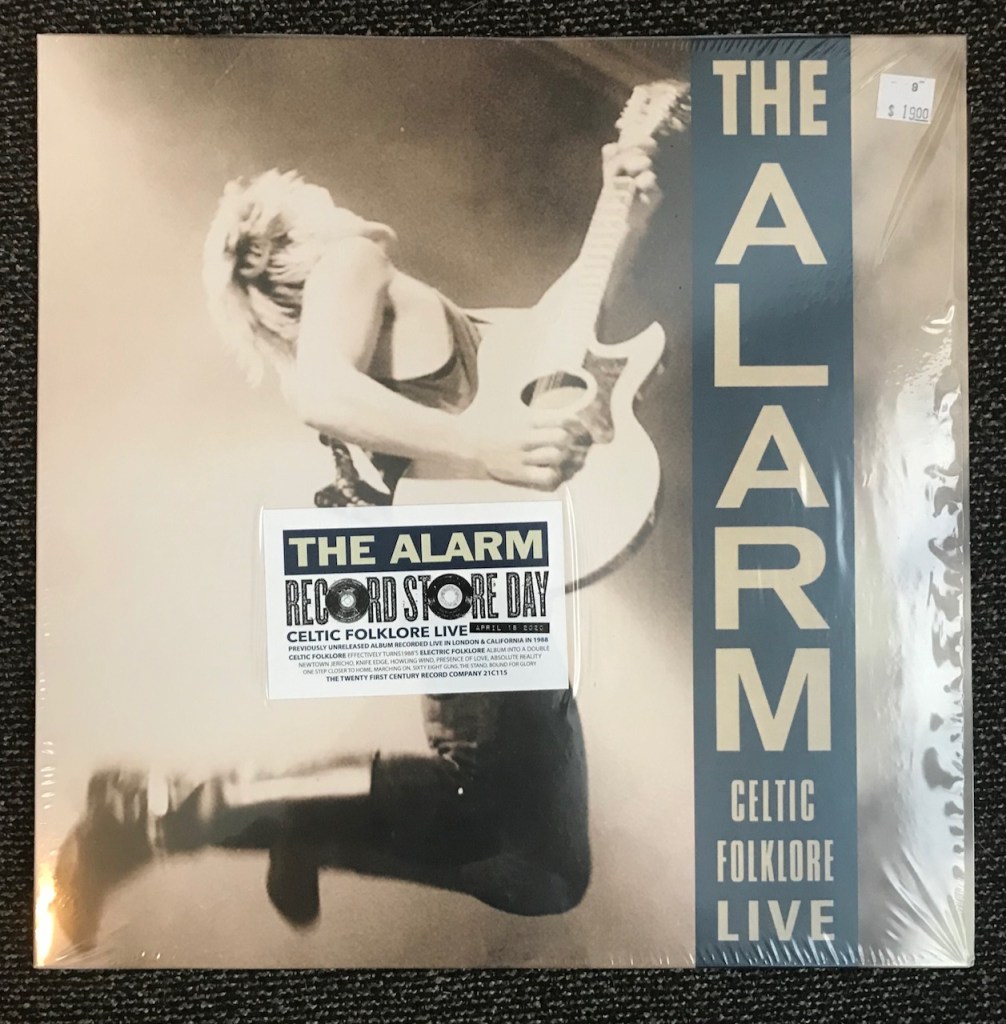 THE
ALARM
CELTIC
FOLKLORE
LIVE
$ 19.00
THE ALARM
RECORD STORE DAY
CELTIC FOLKLORE LIVE APRIL 18 2020
PREVIOUSLY UNRELEASED ALBUM RECORDED LIVE IN LONDON & CALIFORNIA IN 1988
CELTIC FOLKLORE EFFECTIVELY TURNS 1988'S ELECTRIC FOLKLORE ALBUM INTO A DOUBLE
NEWTOWN JERICHO, KNIFE EDGE, HOWLING WIND, PRESENCE OF LOVE, ABSOLUTE REALITY
ONE STEP CLOSER TO HOME, MARCHING ON, SIXTY EIGHT GUNS, THE STAND, BOUND FOR GLORY
THE TWENTY FIRST CENTURY RECORD COMPANY 21C115